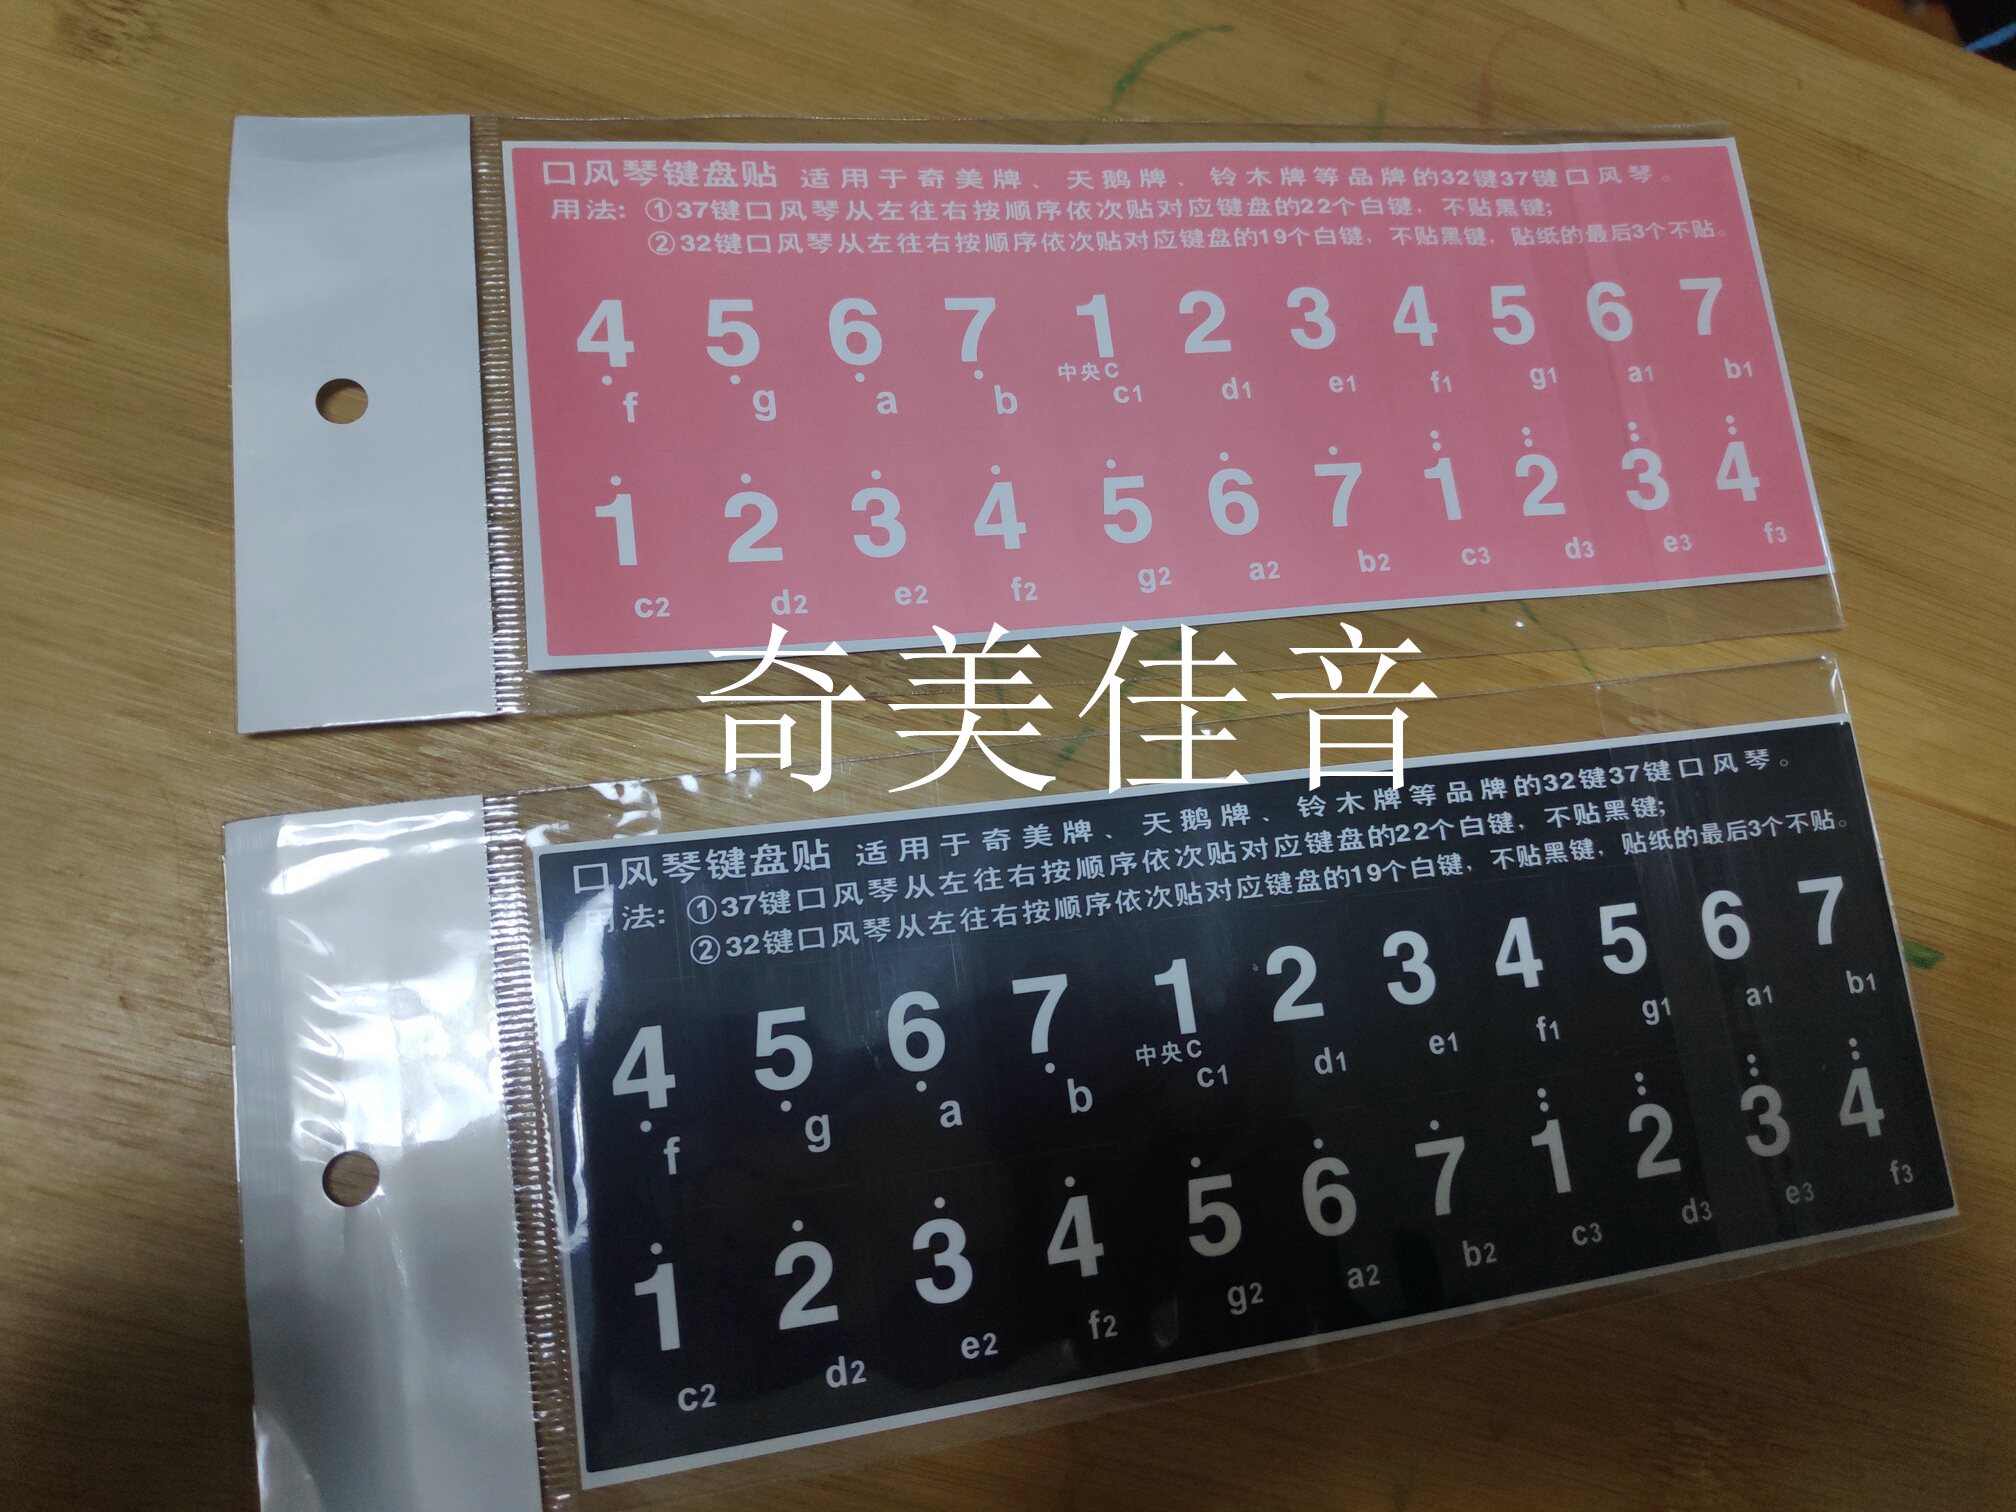 口风琴键盘贴 适用于奇美牌、天鹅牌、铃木牌等品牌的32键37键口风琴。
用法: ①37键口风琴从左往右按顺序依次贴对应键盘的22个白键,不贴黑键;
②32键口风琴从左往右按顺序依次贴对应键盘的19个白键,不贴黑键,贴纸的最后3个不贴。
4 5 6 7 1 2 3 4 5 6 7
中央C
f g a b c1 d1 e1 f1 g1 a1 b1
1 2 3 4 5 6 7 1 2 3 4
c2 d2 e2 f2 g2 a2 b2 c3 d3 e3 f3
奇美佳音
口风琴键盘贴 适用于奇美牌、天鹅牌、铃木牌等品牌的32键37键口风琴。
用法: ①37键口风琴从左往右按顺序依次贴对应键盘的22个白键,不贴黑键;
②32键口风琴从左往右按顺序依次贴对应键盘的19个白键,不贴黑键,贴纸的最后3个不贴。
4 5 6 7 1 2 3 4 5 6 7
中央C
f g a b c1 d1 e1 f1 g1 a1 b1
1 2 3 4 5 6 7 1 2 3 4
c2 d2 e2 f2 g2 a2 b2 c3 d3 e3 f3